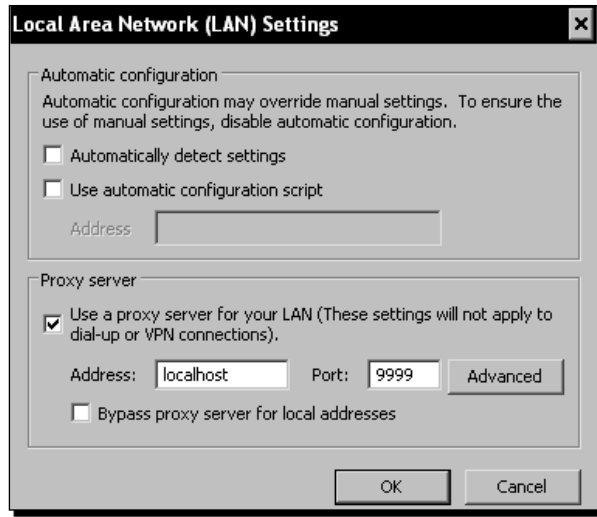 Local Area Network (LAN) Settings
Automatic configuration
Automatic configuration may override manual settings. To ensure the
use of manual settings, disable automatic configuration.
Automatically detect settings
Use automatic configuration script
Address
Proxy server
Use a proxy server for your LAN (These settings will not apply to
dial-up or VPN connections).
Address: localhost Port: 9999 Advanced
Bypass proxy server for local addresses
OK Cancel